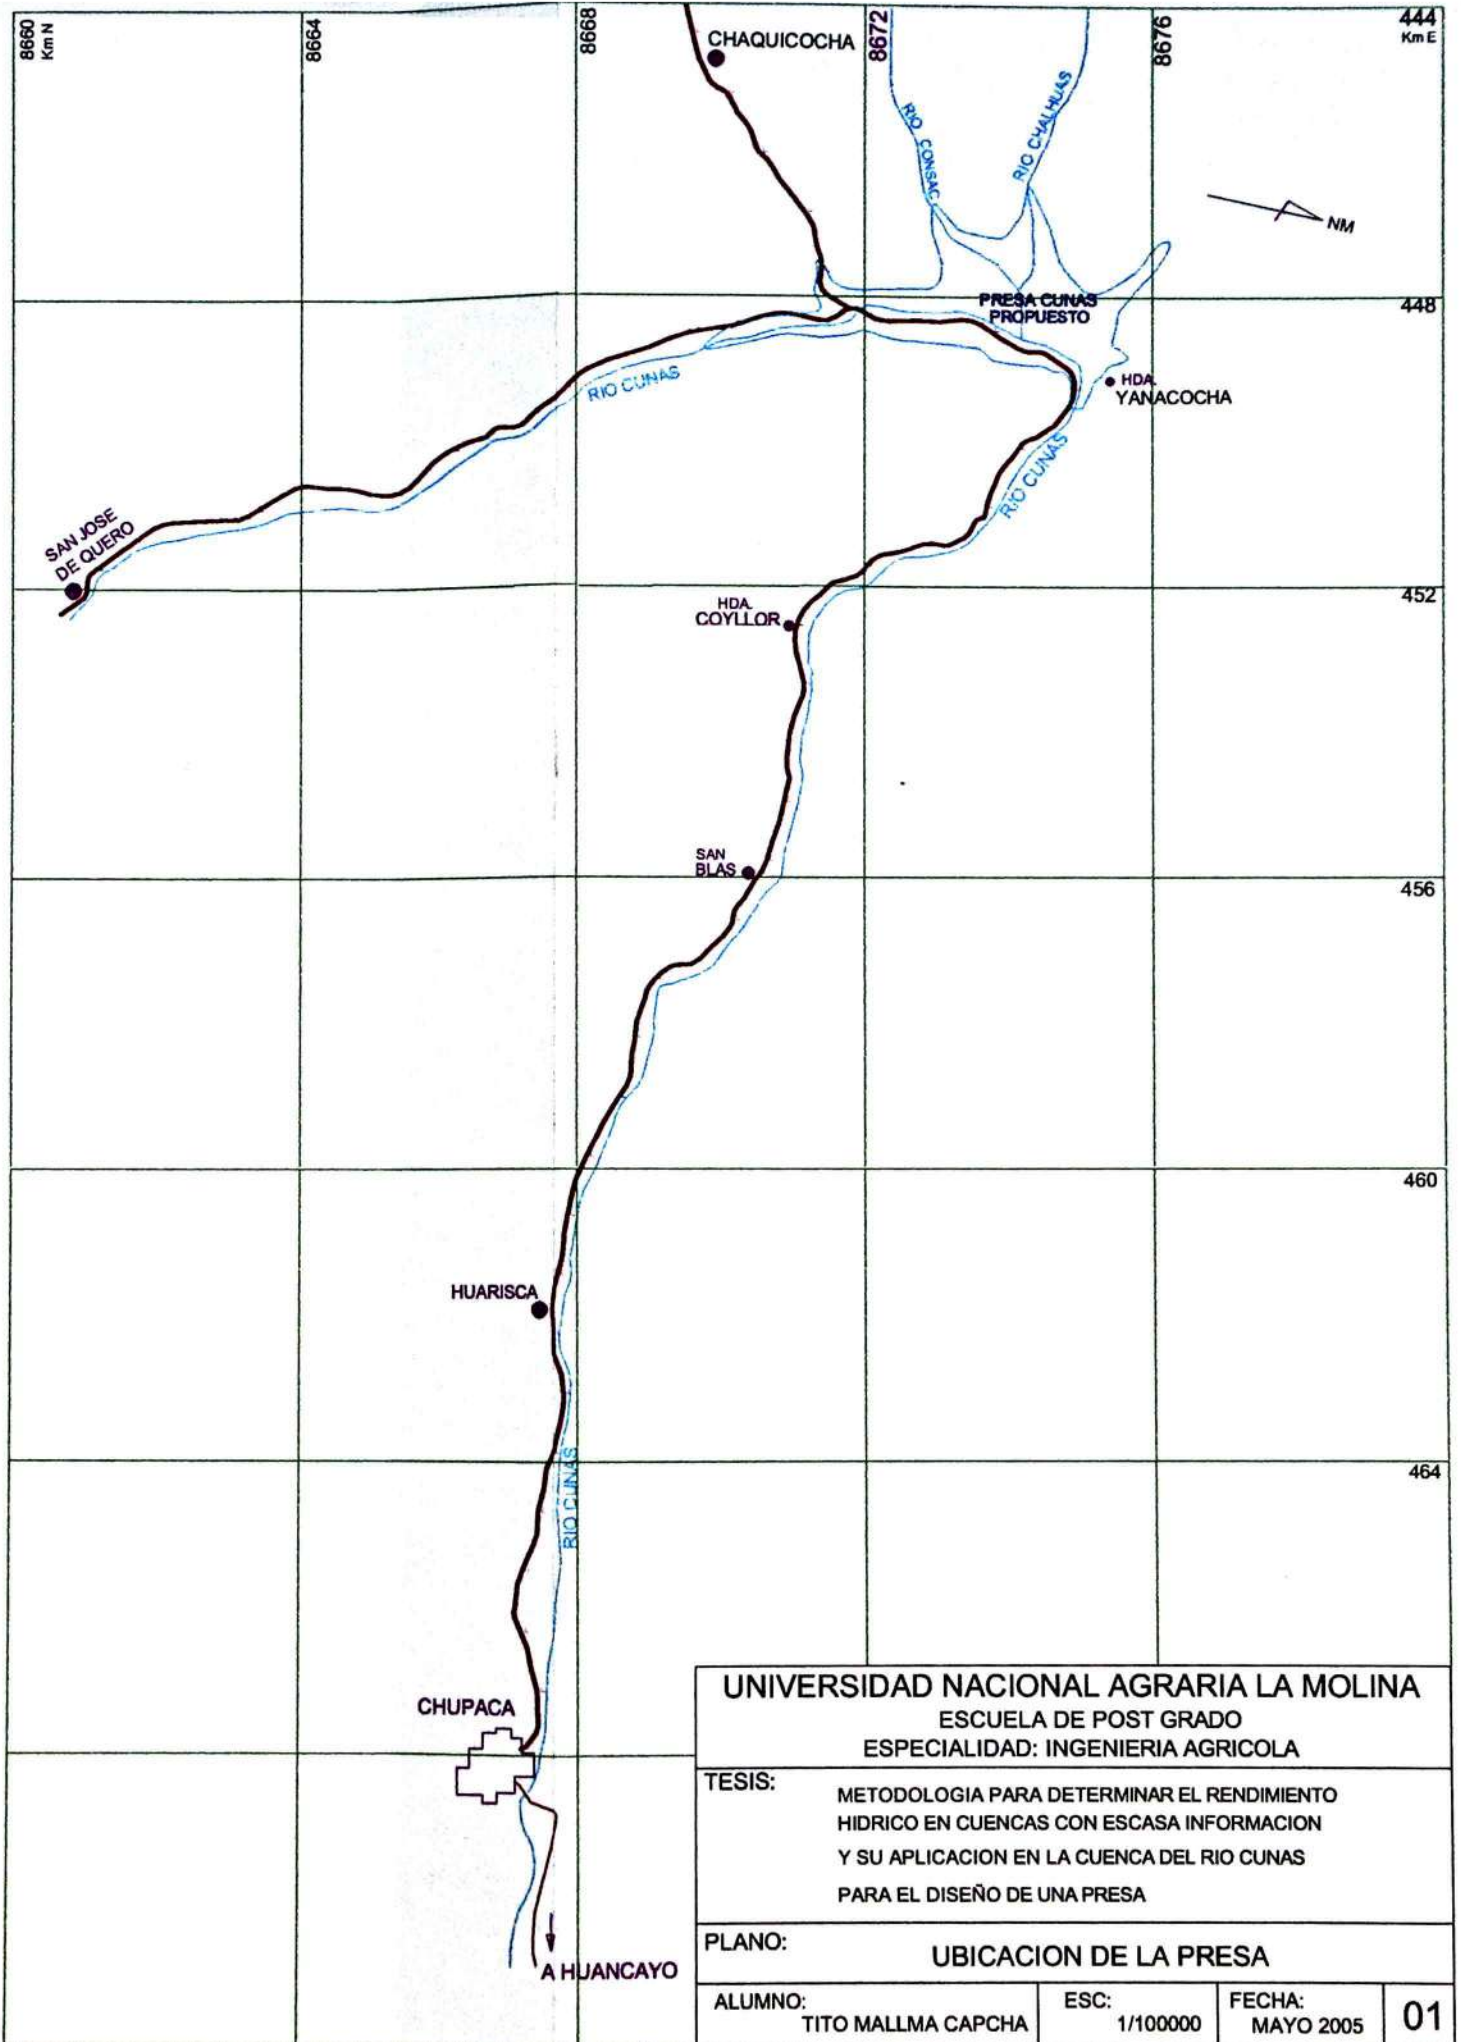 8660
Km N
8664
8668
8672
8676
444
Km E
CHAQUICOCHA
RIO CONSAC
RIO CHALHUAS
NM
448
PRESA CUNAS
PROPUESTO
HDA.
YANACOCHA
RIO CUNAS
RIO CUNAS
SAN JOSE
DE QUERO
452
HDA.
COYLLOR
SAN
BLAS
456
460
HUARISCA
464
RIO CUNAS
CHUPACA
A HUANCAYO
UNIVERSIDAD NACIONAL AGRARIA LA MOLINA
ESCUELA DE POST GRADO
ESPECIALIDAD: INGENIERIA AGRICOLA
TESIS:
METODOLOGIA PARA DETERMINAR EL RENDIMIENTO
HIDRICO EN CUENCAS CON ESCASA INFORMACION
Y SU APLICACION EN LA CUENCA DEL RIO CUNAS
PARA EL DISEÑO DE UNA PRESA
PLANO:
UBICACION DE LA PRESA
ALUMNO:
TITO MALLMA CAPCHA
ESC:
1/100000
FECHA:
MAYO 2005
01